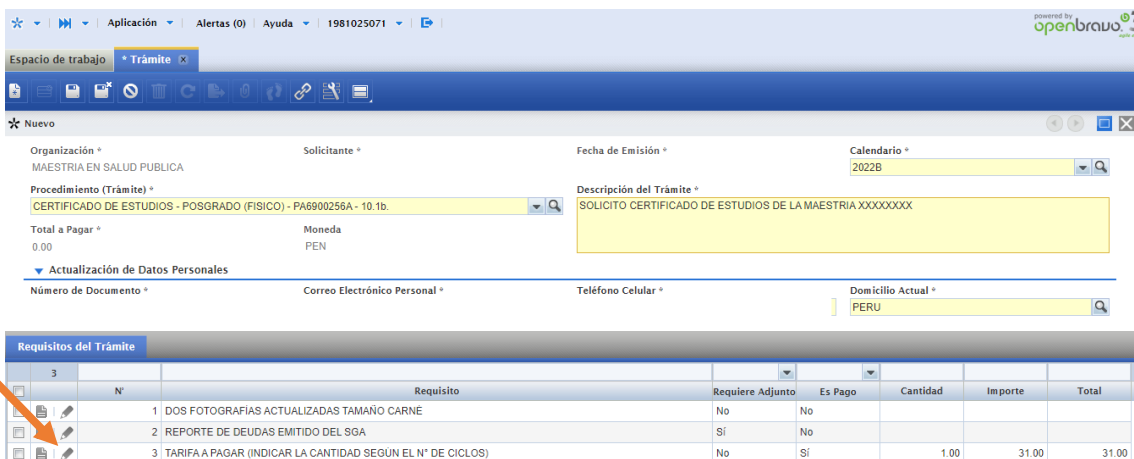 Aplicación Alertas (0) Ayuda 1981025071
powered by
openbravo
Espacio de trabajo * Trámite
Nuevo
Organización * Solicitante * Fecha de Emisión * Calendario *
MAESTRIA EN SALUD PUBLICA 2022B
Procedimiento (Trámite) * Descripción del Trámite *
CERTIFICADO DE ESTUDIOS - POSGRADO (FISICO) - PA6900256A - 10.1b. SOLICITO CERTIFICADO DE ESTUDIOS DE LA MAESTRIA XXXXXXXX
Total a Pagar * Moneda
0.00 PEN
Actualización de Datos Personales
Número de Documento * Correo Electrónico Personal * Teléfono Celular * Domicilio Actual *
PERU
Requisitos del Trámite
3
N° Requisito Requiere Adjunto Es Pago Cantidad Importe Total
1 DOS FOTOGRAFÍAS ACTUALIZADAS TAMAÑO CARNÉ No No
2 REPORTE DE DEUDAS EMITIDO DEL SGA Sí No
3 TARIFA A PAGAR (INDICAR LA CANTIDAD SEGÚN EL N° DE CICLOS) No Sí 1.00 31.00 31.00